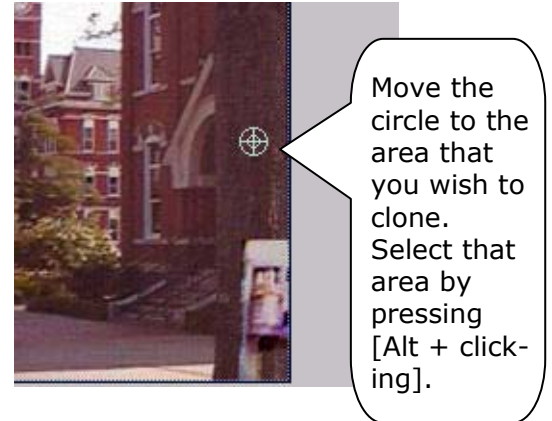 Move the
circle to the
area that
you wish to
clone.
Select that
area by
pressing
[Alt + click-
ing].